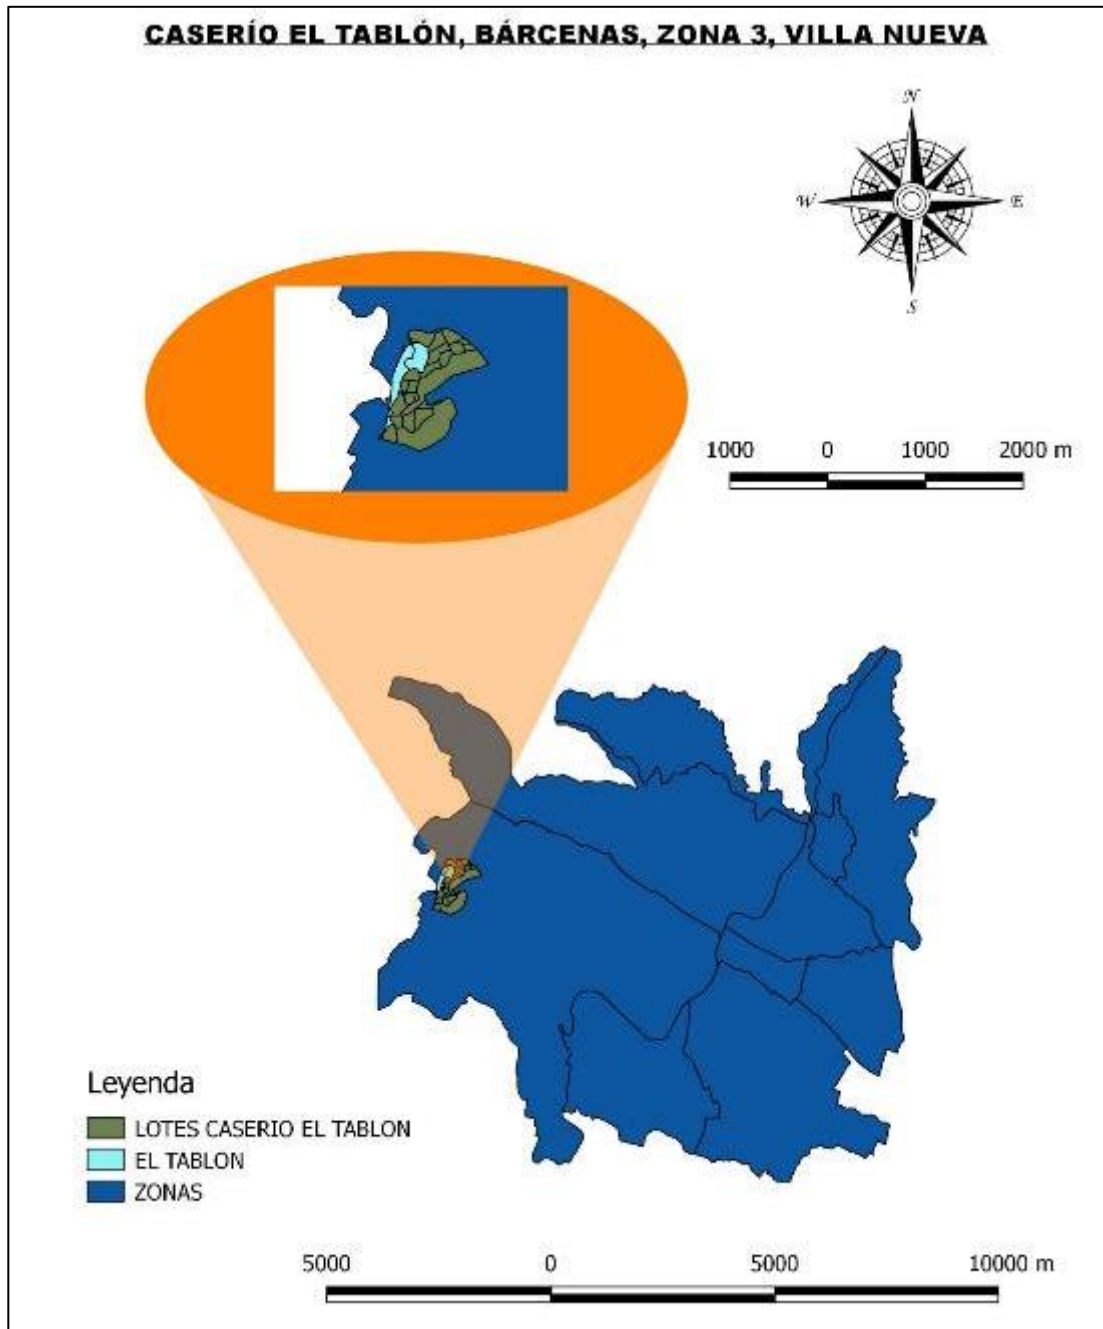 CASERÍO EL TABLÓN, BÁRCENAS, ZONA 3, VILLA NUEVA
N
W E
S
1000 0 1000 2000 m
Leyenda
LOTES CASERIO EL TABLON
EL TABLON
ZONAS
5000 0 5000 10000 m